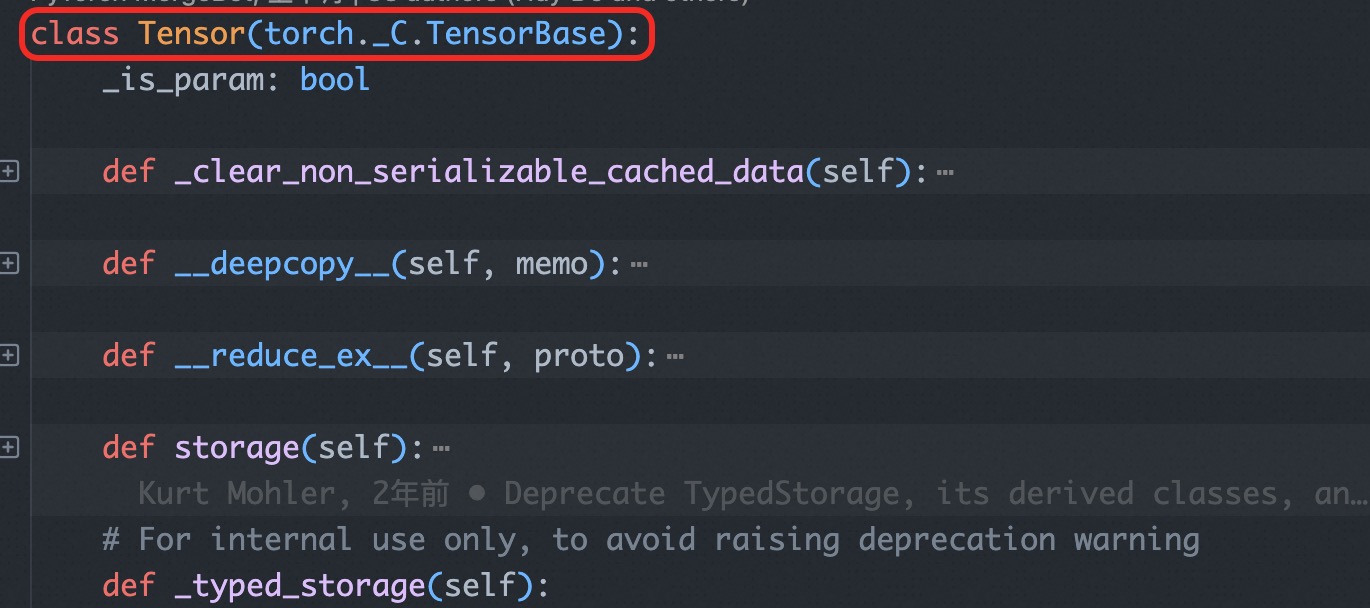 class Tensor(torch._C.TensorBase):
_is_param: bool
def _clear_non_serializable_cached_data(self):⋯
def __deepcopy__(self, memo):⋯
def __reduce_ex__(self, proto):⋯
def storage(self):⋯
Kurt Mohler, 2年前 • Deprecate TypedStorage, its derived classes, an…
# For internal use only, to avoid raising deprecation warning
def _typed_storage(self):